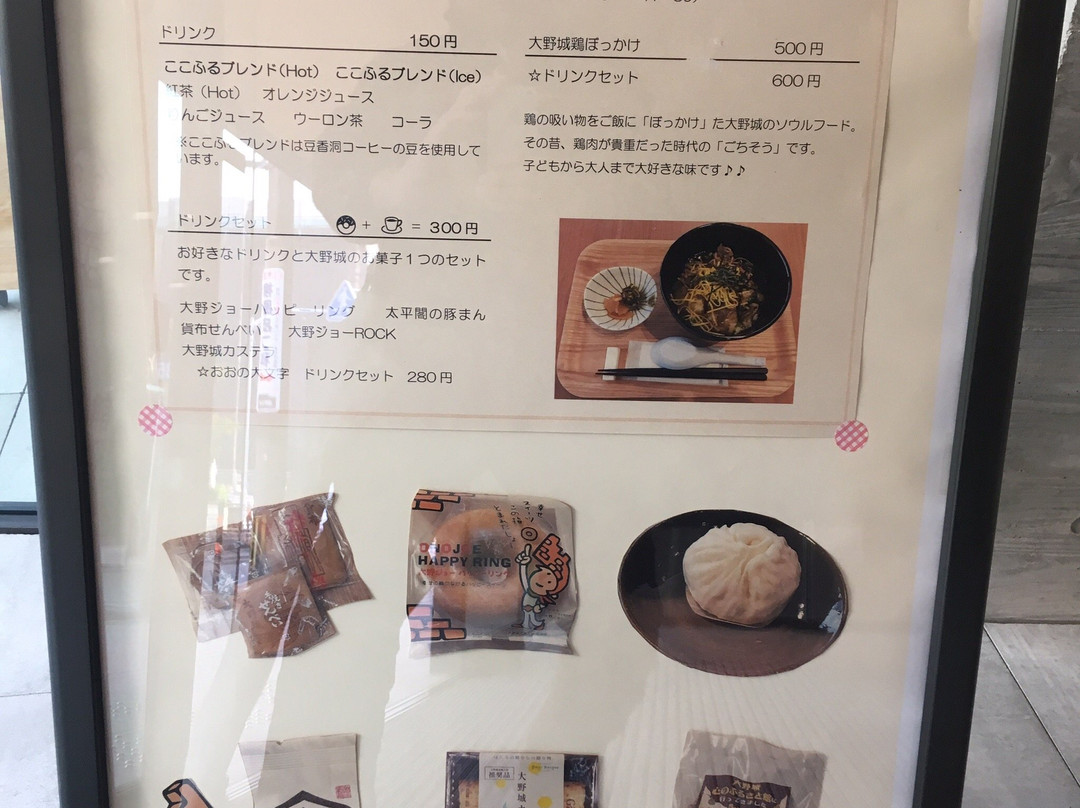 ドリンク 150円
ここふるブレンド(Hot) ここふるブレンド(Ice)
紅茶(Hot) オレンジジュース
りんごジュース ウーロン茶 コーラ
※ここふるブレンドは豆香洞コーヒーの豆を使用して
います。
ドリンクセット + = 300円
お好きなドリンクと大野城のお菓子1つのセット
です。
大野ジョーハッピーリング 太平閣の豚まん
貨布せんべい 大野ジョーROCK
大野城カステラ
☆おおの大文字 ドリンクセット 280円
大野城鶏ぼっかけ 500円
☆ドリンクセット 600円
鶏の吸い物をご飯に「ぼっかけ」た大野城のソウルフード。
その昔、鶏肉が貴重だった時代の「ごちそう」です。
子どもから大人まで大好きな味です♪♪
ONOJOE
HAPPY RING
大野城